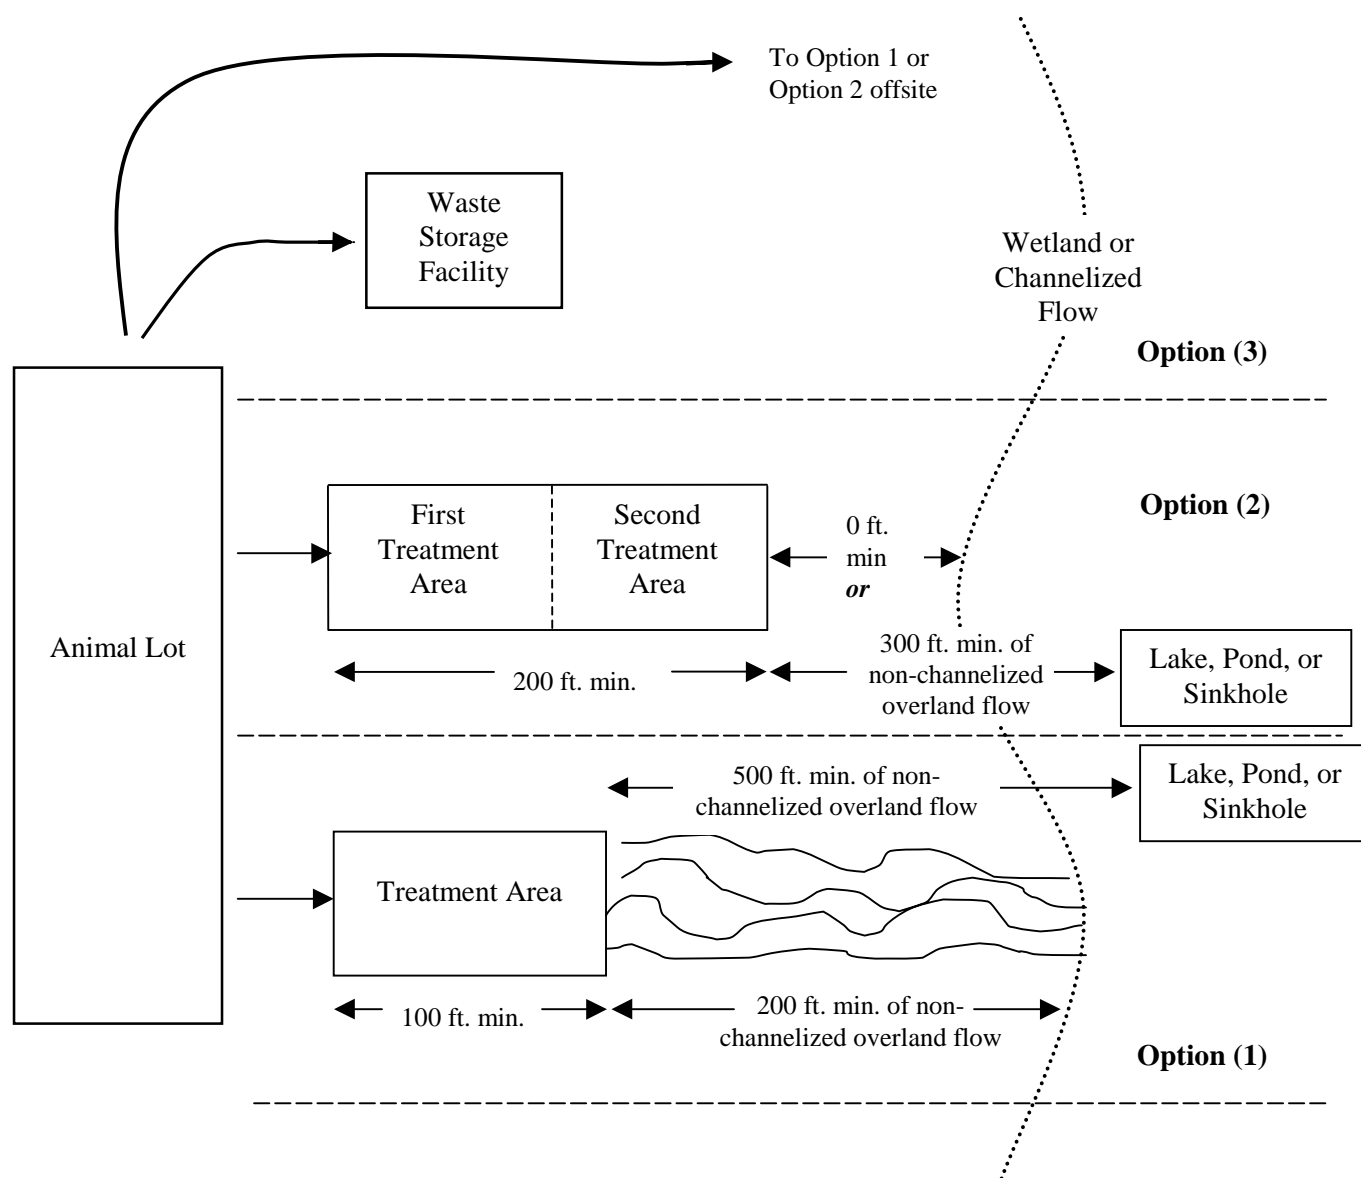 To Option 1 or
Option 2 offsite
Waste
Storage
Facility
Wetland or
Channelized
Flow
Option (3)
Animal Lot
First
Treatment
Area
Second
Treatment
Area
0 ft.
min
or
Option (2)
200 ft. min.
300 ft. min. of
non-channelized
overland flow
Lake, Pond, or
Sinkhole
500 ft. min. of non-
channelized overland flow
Lake, Pond, or
Sinkhole
Treatment Area
100 ft. min.
200 ft. min. of non-
channelized overland flow
Option (1)